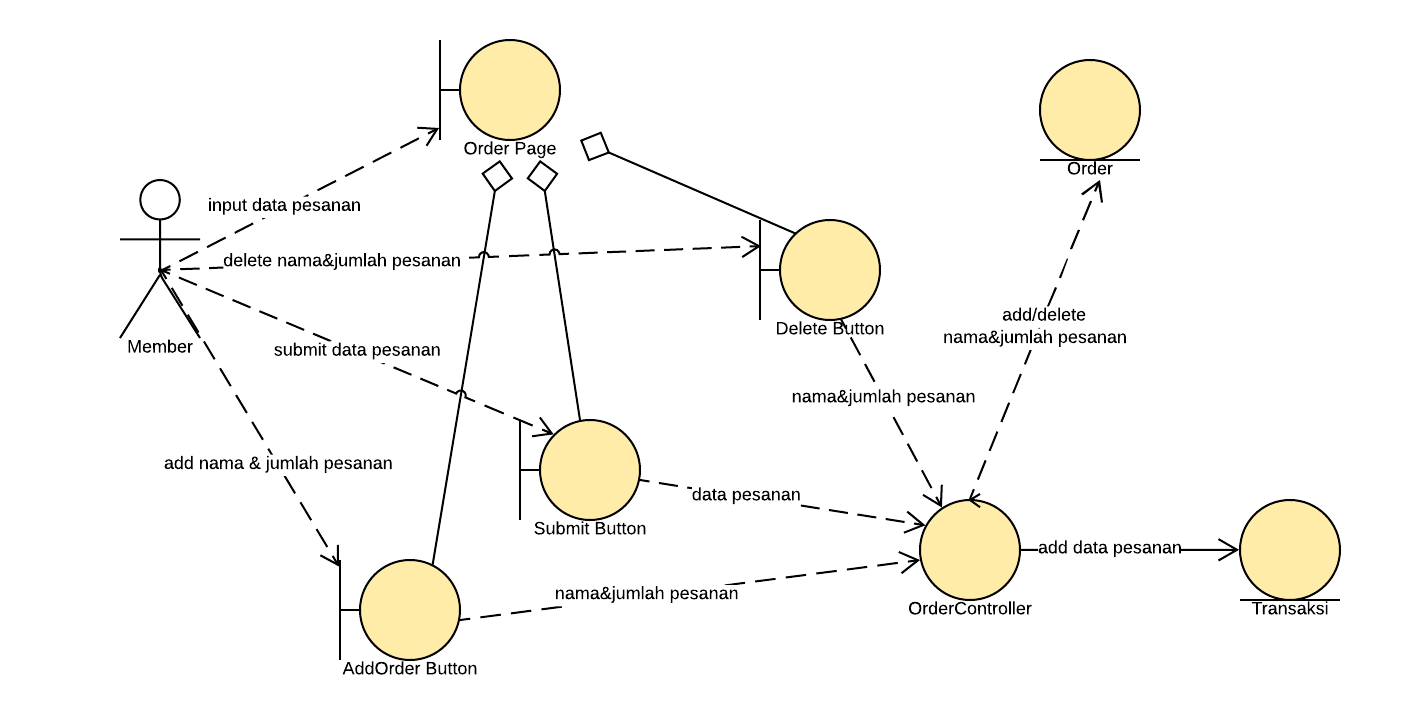 Order Page
Order
input data pesanan
delete nama&jumlah pesanan
Member
Delete Button
add/delete
nama&jumlah pesanan
submit data pesanan
nama&jumlah pesanan
add nama & jumlah pesanan
data pesanan
Submit Button
add data pesanan
nama&jumlah pesanan
OrderController
Transaksi
AddOrder Button